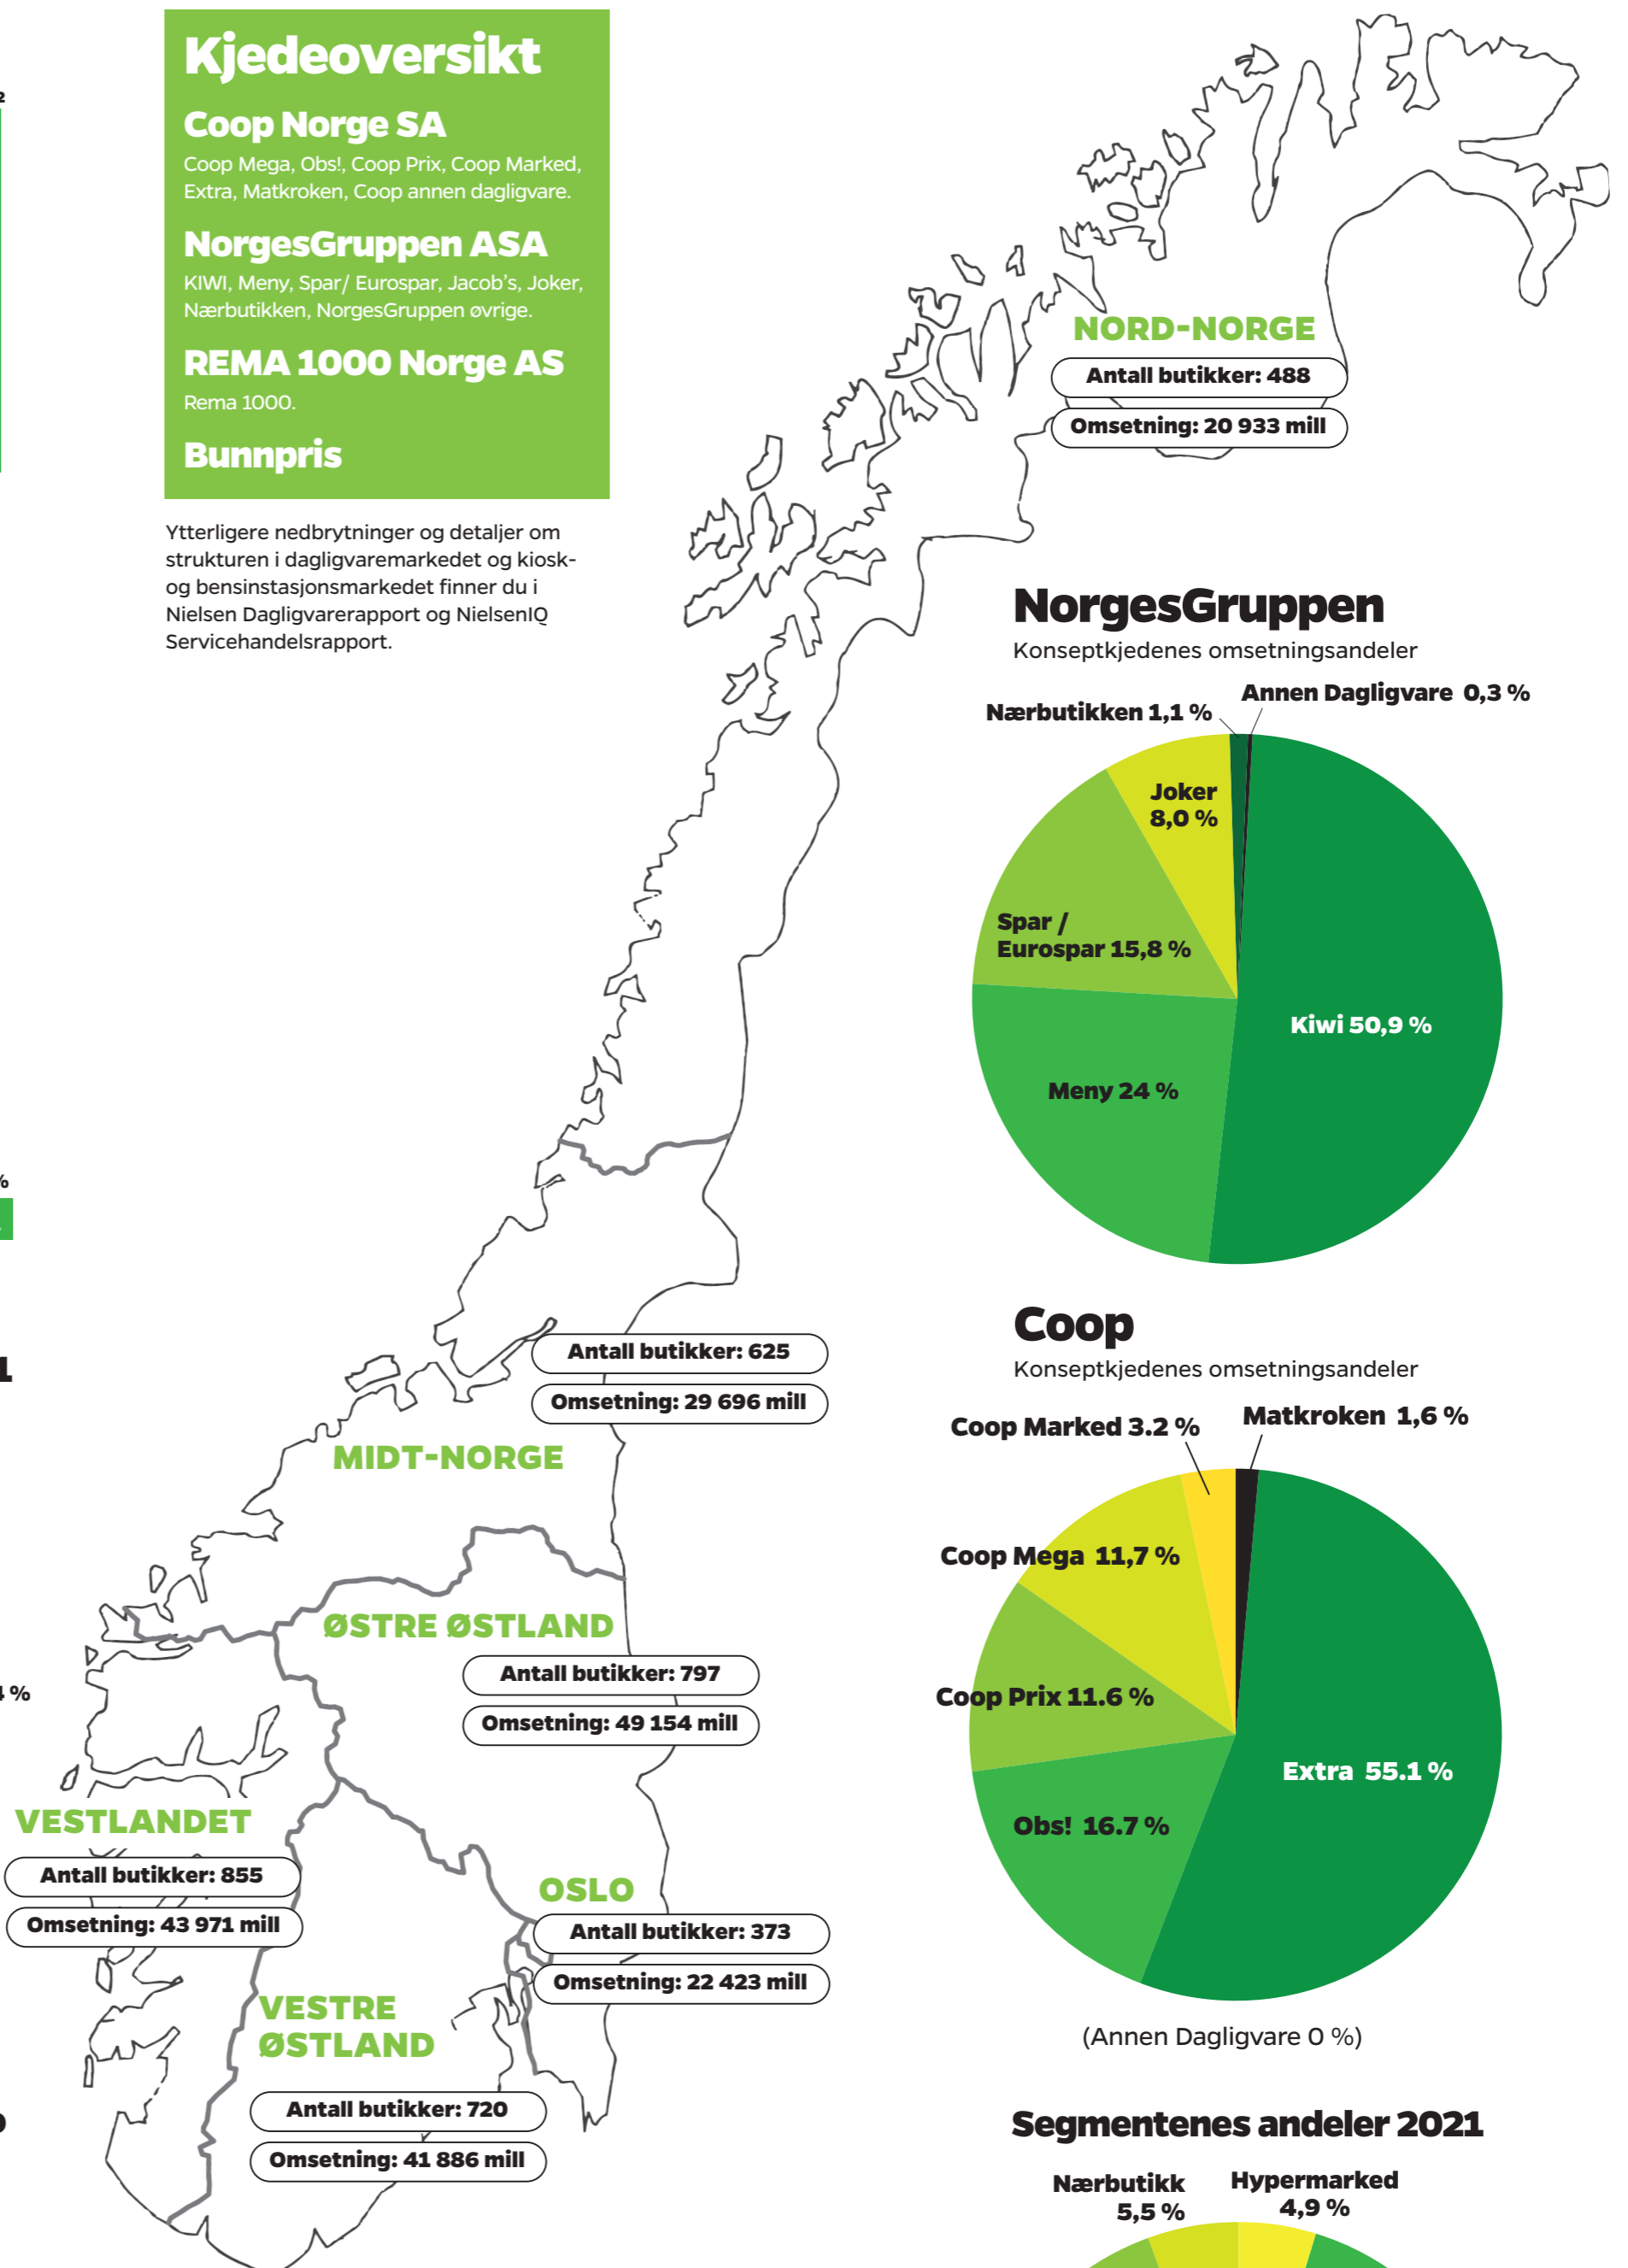 Kjedeoversikt
Coop Norge SA
Coop Mega, Obs!, Coop Prix, Coop Marked,
Extra, Matkroken, Coop annen dagligvare.
NorgesGruppen ASA
KIWI, Meny, Spar/ Eurospar, Jacob's, Joker,
Nærbutikken, NorgesGruppen øvrige.
REMA 1000 Norge AS
Rema 1000.
Bunnpris
Ytterligere nedbrytninger og detaljer om
strukturen i dagligvaremarkedet og kiosk-
og bensinstasjonsmarkedet finner du i
Nielsen Dagligvarerapport og NielsenIQ
Servicehandelsrapport.
NORD-NORGE
Antall butikker: 488
Omsetning: 20 933 mill
NorgesGruppen
Konseptkjedenes omsetningsandeler
Annen Dagligvare 0,3 %
Nærbutikken 1,1 %
Joker
8,0 %
Spar /
Eurospar 15,8 %
Kiwi 50,9 %
Meny 24 %
Antall butikker: 625
Omsetning: 29 696 mill
MIDT-NORGE
ØSTRE ØSTLAND
Antall butikker: 797
Omsetning: 49 154 mill
VESTLANDET
Antall butikker: 855
Omsetning: 43 971 mill
OSLO
Antall butikker: 373
Omsetning: 22 423 mill
VESTRE
ØSTLAND
Antall butikker: 720
Omsetning: 41 886 mill
Coop
Konseptkjedenes omsetningsandeler
Coop Marked 3.2 %
Matkroken 1,6 %
Coop Mega 11,7 %
Coop Prix 11.6 %
Extra 55.1 %
Obs! 16.7 %
(Annen Dagligvare 0 %)
Segmentenes andeler 2021
Nærbutikk
5,5 %
Hypermarked
4,9 %